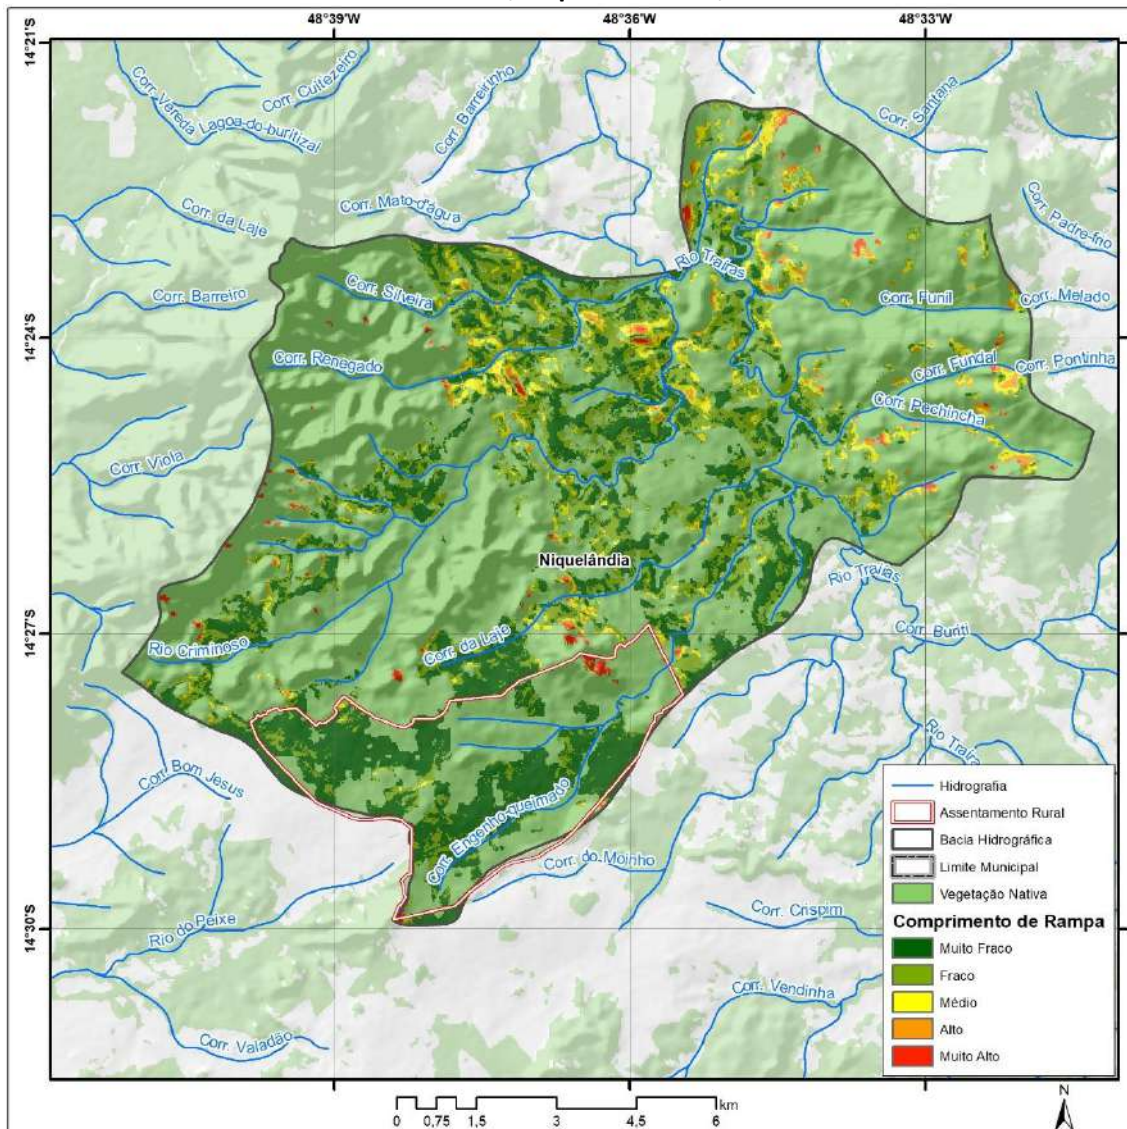 48°39'W
48°36'W
48°33'W
14°21'S
14°24'S
14°27'S
14°30'S
Corr. Cuitezeiro
Corr. Vereda Lagoa-do-buritizal
Corr. Barreirinho
Corr. Santana
Corr. da Laje
Corr. Mato-d'água
Corr. Padre-frio
Rio Traíras
Corr. Silveira
Corr. Barreiro
Corr. Funil
Corr. Melado
Corr. Renegado
Corr. Fundal
Corr. Pontinha
Corr. Pechincha
Corr. Viola
Niquelândia
Rio Traíras
Corr. Buriti
Rio Criminoso
Corr. da Laje
Rio Traíra
Corr. Bom Jesus
Corr. Engenho-queimado
Corr. do Moinho
Rio do Peixe
Corr. Crispim
Corr. Vendinha
Corr. Valadão
Hidrografia
Assentamento Rural
Bacia Hidrográfica
Limite Municipal
Vegetação Nativa
Comprimento de Rampa
Muito Fraco
Fraco
Médio
Alto
Muito Alto
0 0,75 1,5 3 4,5 6 km
N